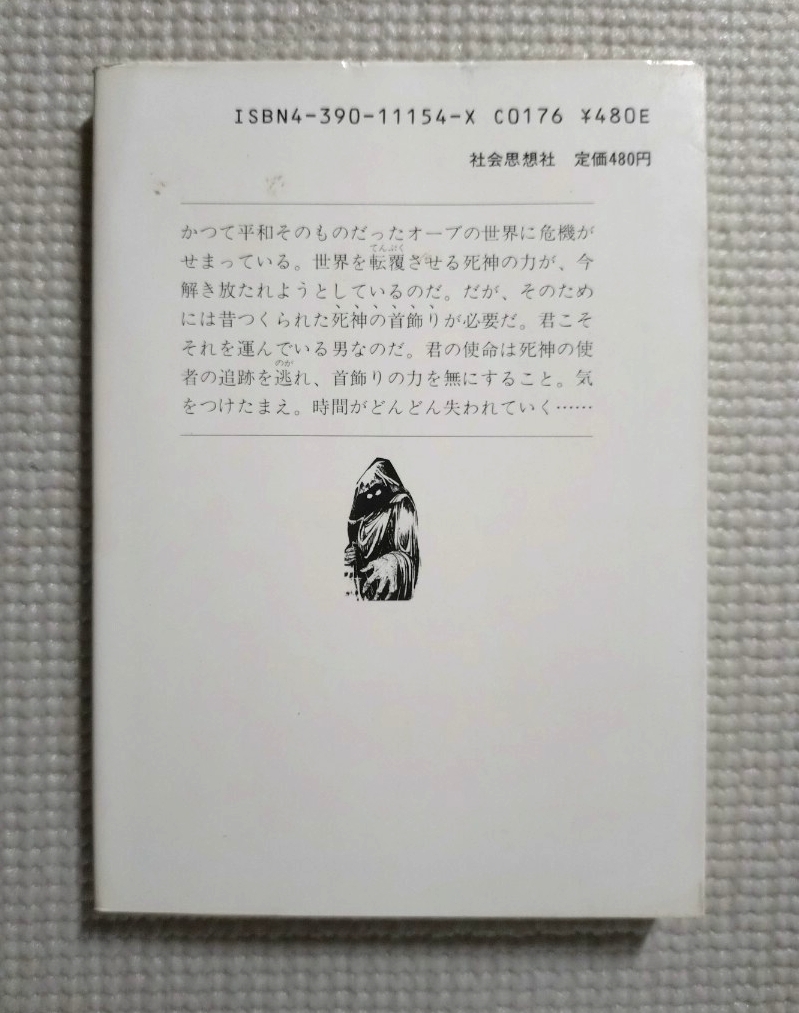 ISBN4-390-11154-X C0176 ¥480E
社会思想社 定価480円
かつて平和そのものだったオーブの世界に危機が
てんぷく
せまっている。世界を転覆させる死神の力が、今
解き放たれようとしているのだ。だが、そのため
には昔つくられた死神の首飾りが必要だ。君こそ
それを運んでいる男なのだ。君の使命は死神の使
のが
者の追跡を逃れ、首飾りの力を無にすること。気
をつけたまえ。時間がどんどん失われていく……